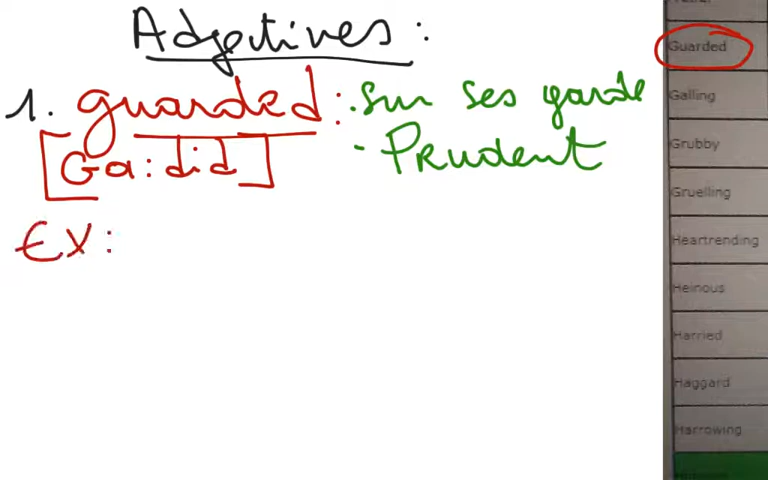 Adjectives:
1. guarded: . sur ses garde
[Ga:did] - Prudent
EX:
Guarded
Galling
Grubby
Gruelling
Heartrending
Heinous
Harried
Haggard
Harrowing